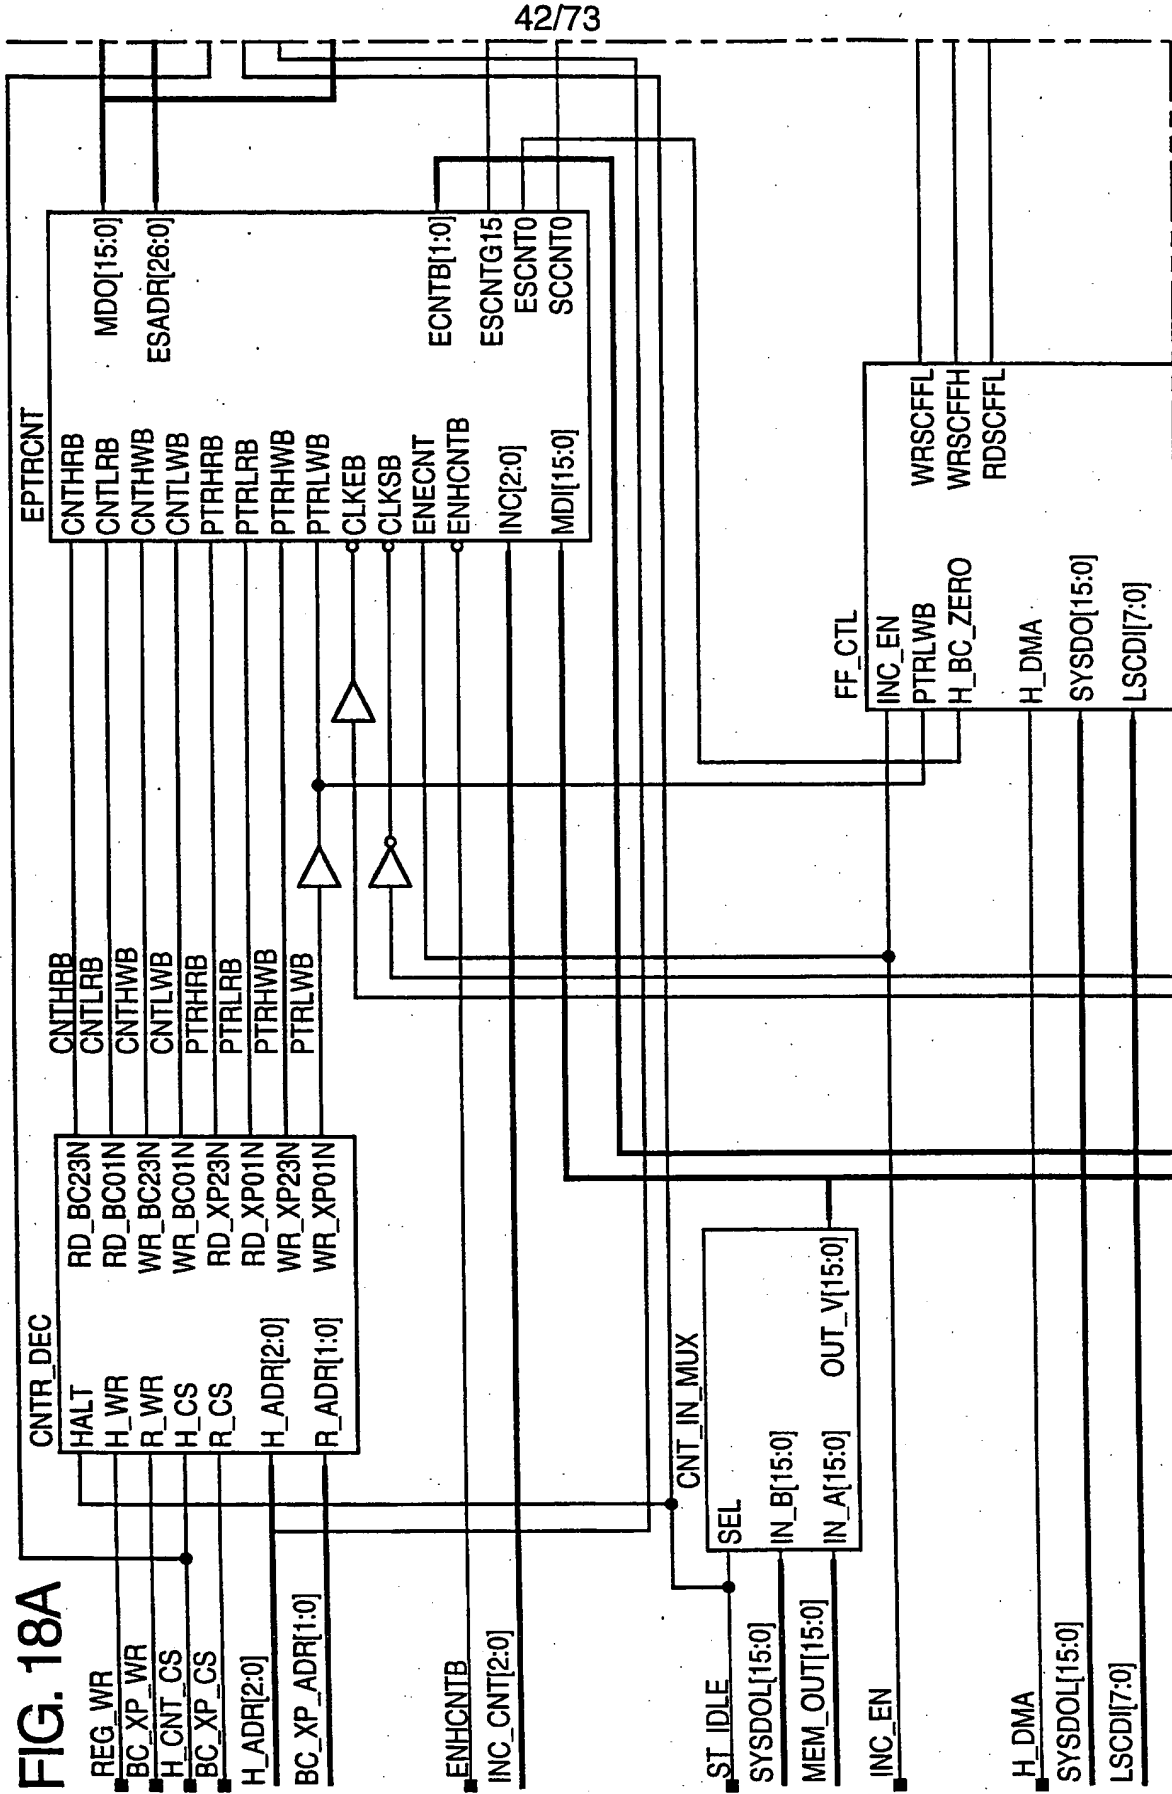 42/73
FIG. 18A
REG_WR
BC_XP_WR
H_CNT_CS
BC_XP_CS
H_ADR[2:0]
BC_XP_ADR[1:0]
ENHCNTB
INC_CNT[2:0]
ST_IDLE
SYSDOL[15:0]
MEM_OUT[15:0]
INC_EN
H_DMA
SYSDOL[15:0]
LSCDI[7:0]
CNTR_DEC
HALT
H_WR
R_WR
H_CS
R_CS
H_ADR[2:0]
R_ADR[1:0]
RD_BC23N
RD_BC01N
WR_BC23N
WR_BC01N
RD_XP23N
RD_XP01N
WR_XP23N
WR_XP01N
CNTHRB
CNTLRB
CNTHWB
CNTLWB
PTRHRB
PTRLRB
PTRHWB
PTRLWB
CNT_IN_MUX
SEL
IN_B[15:0]
IN_A[15:0]
OUT_V[15:0]
EPTRCNT
CNTHRB
CNTLRB
CNTHWB
CNTLWB
PTRHRB
PTRLRB
PTRHWB
PTRLWB
CLKEB
CLKSB
ENECNT
ENHCNTB
INC[2:0]
MDI[15:0]
MDO[15:0]
ESADR[26:0]
ECNTB[1:0]
ESCNTG15
ESCNT0
SCCNT0
FF_CTL
INC_EN
PTRLWB
H_BC_ZERO
H_DMA
SYSDO[15:0]
LSCDI[7:0]
WRSCFFL
WRSCFFH
RDSCFFL